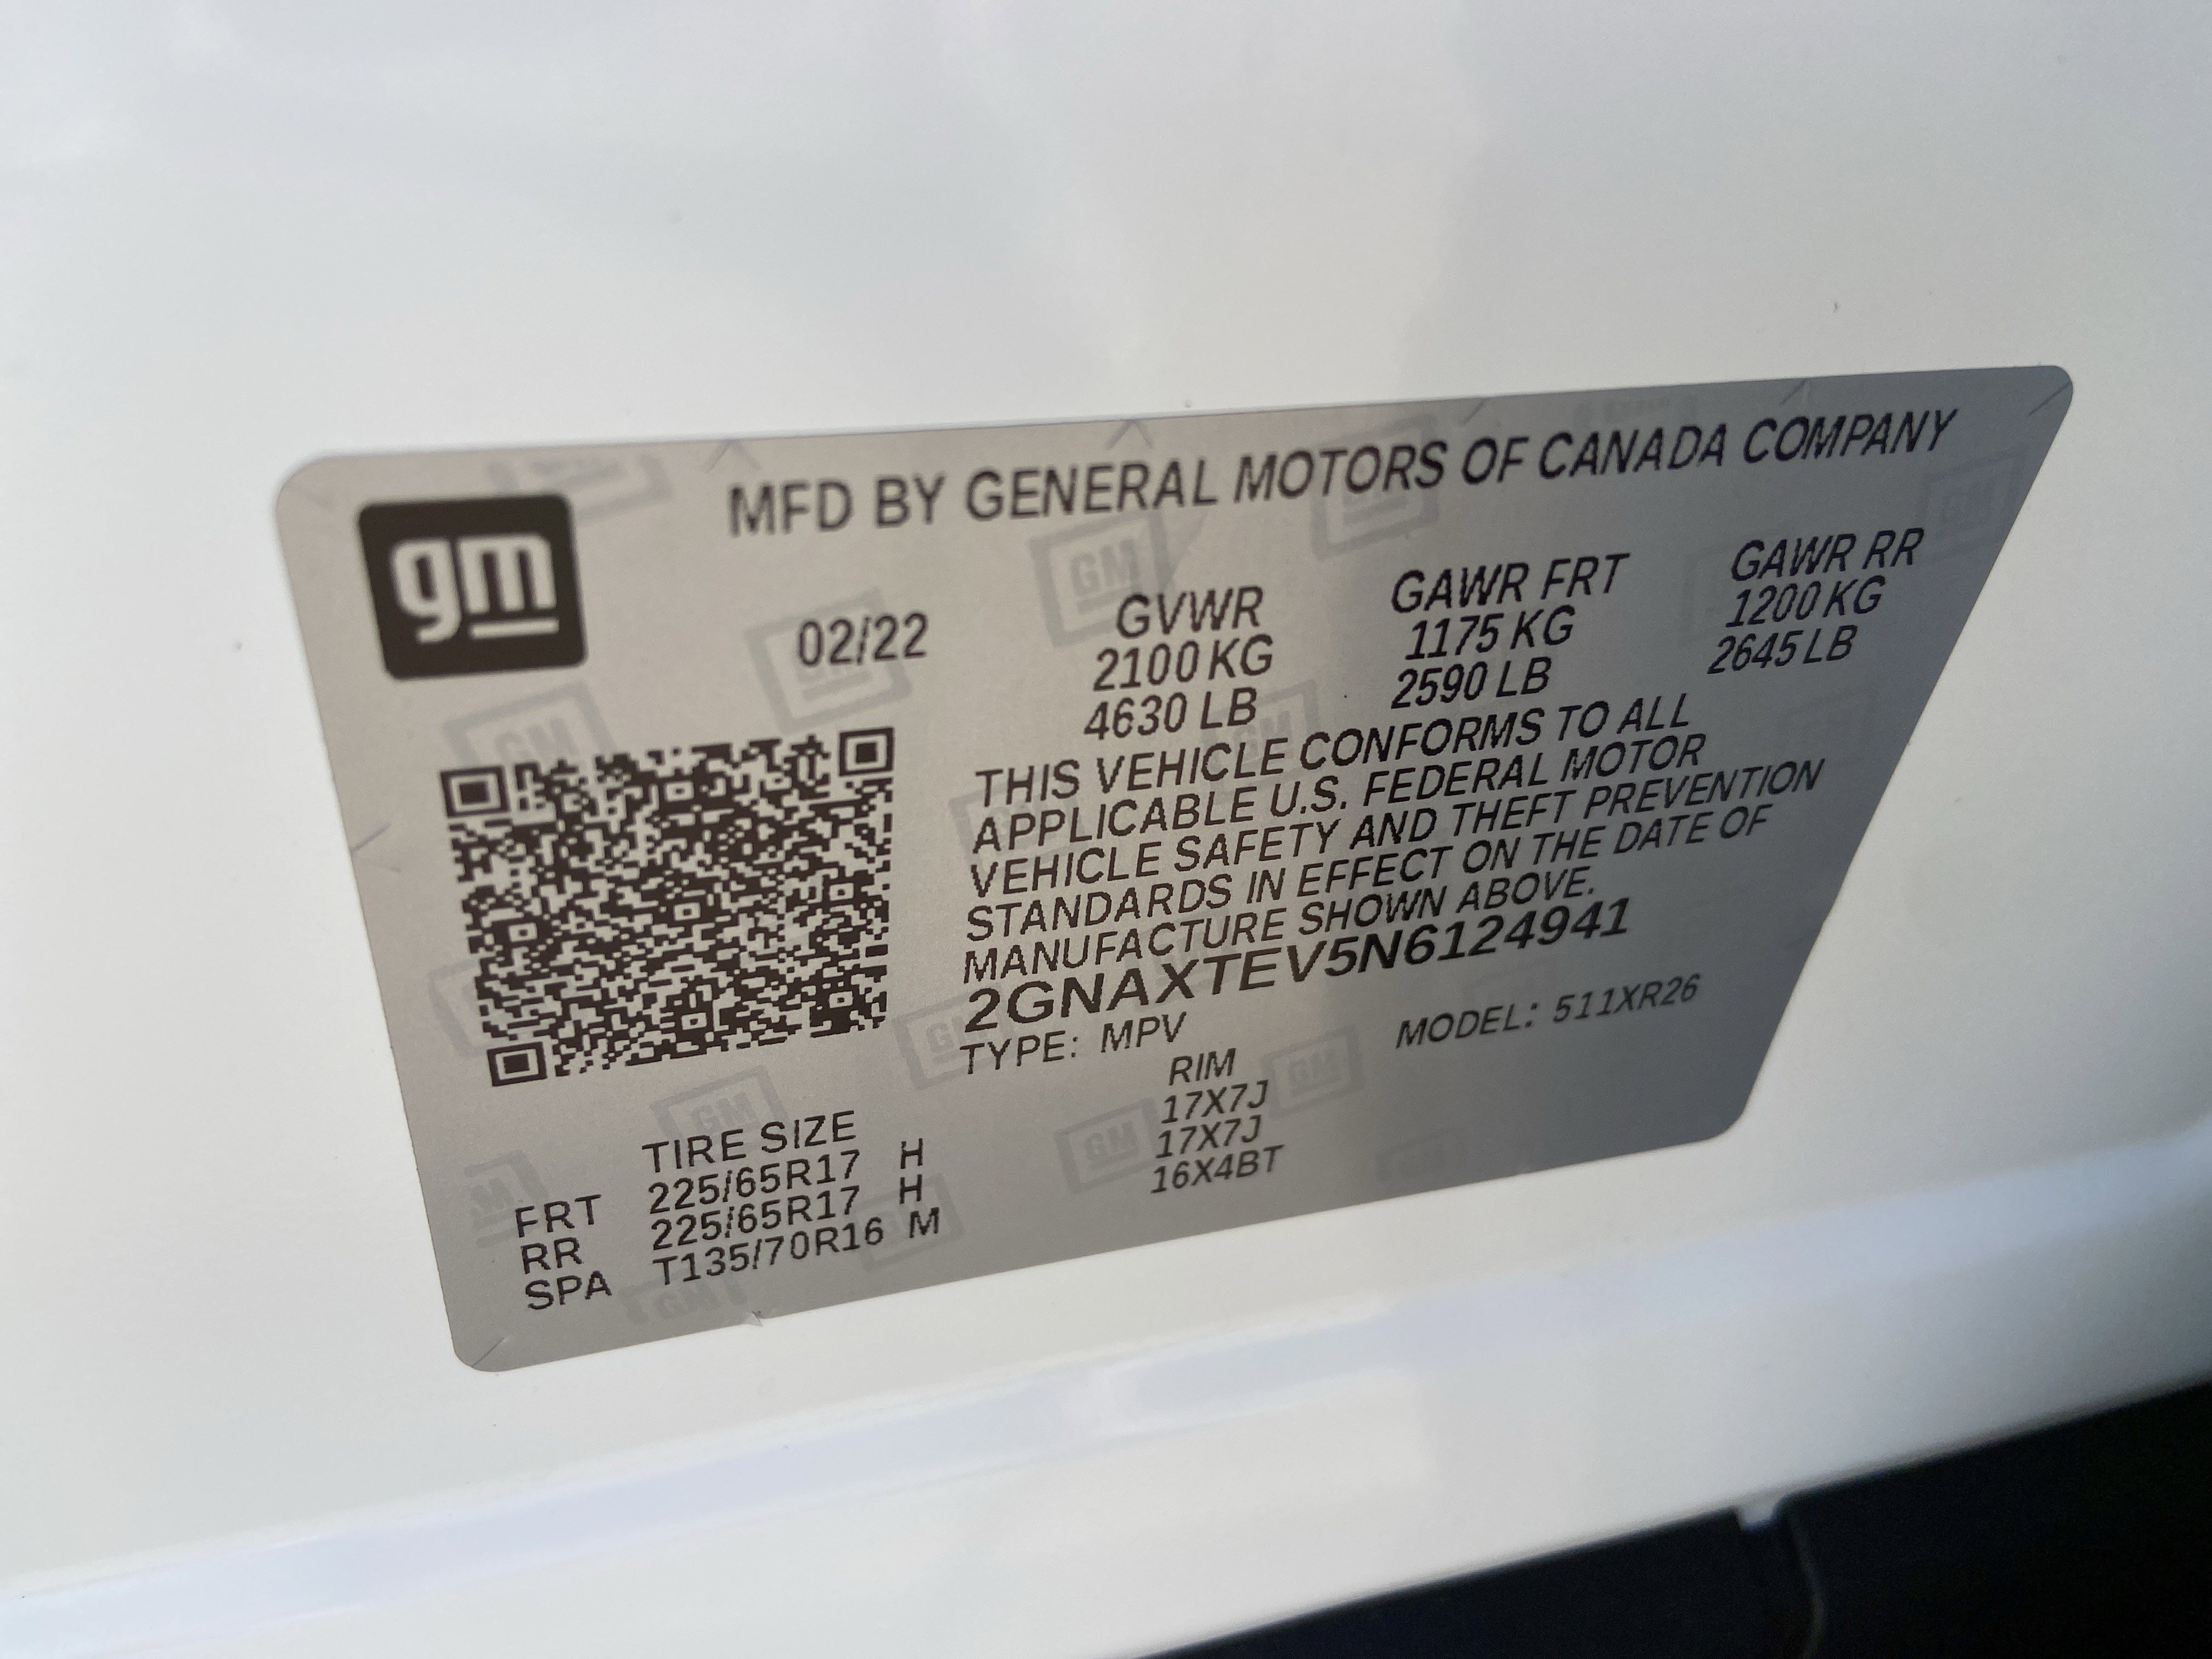 gm
MFD BY GENERAL MOTORS OF CANADA COMPANY
02/22
GVWR GAWR FRT GAWR RR
2100 KG 1175 KG 1200 KG
4630 LB 2590 LB 2645 LB
THIS VEHICLE CONFORMS TO ALL
APPLICABLE U.S. FEDERAL MOTOR
VEHICLE SAFETY AND THEFT PREVENTION
STANDARDS IN EFFECT ON THE DATE OF
MANUFACTURE SHOWN ABOVE.
2GNAXTEV5N6124941
TYPE: MPV MODEL: 511XR26
TIRE SIZE RIM
FRT 225/65R17 H 17X7J
RR 225/65R17 H 17X7J
SPA T135/70R16 M 16X4BT